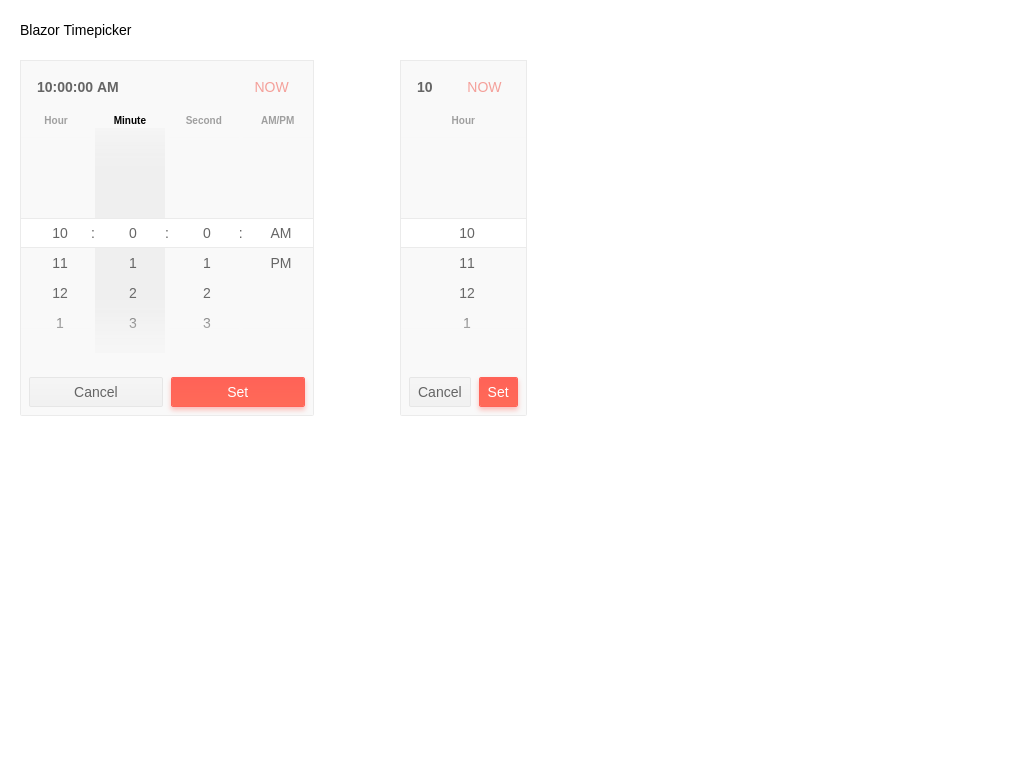 Blazor Timepicker
10:00:00 AM NOW
Hour Minute Second AM/PM
10 : 0 : 0 : AM
11 1 1 PM
12 2 2
1 3 3
Cancel Set
10 NOW
Hour
10
11
12
1
Cancel Set